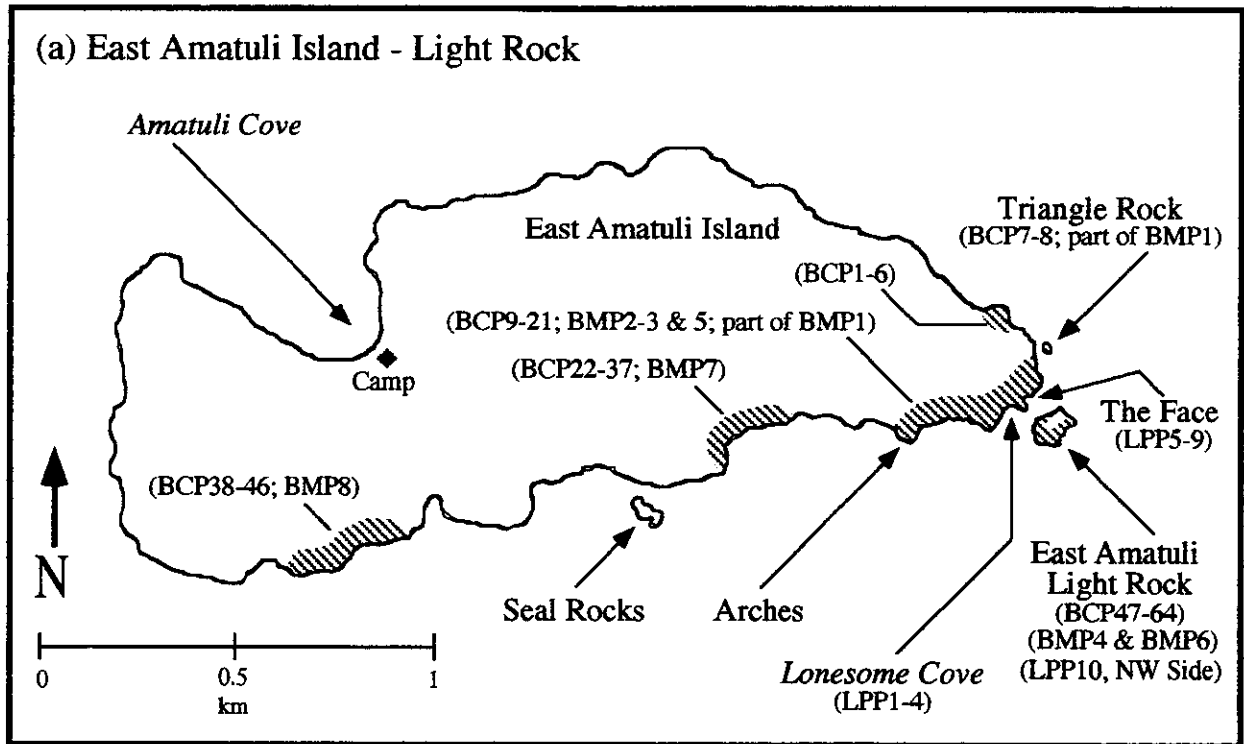 (a) East Amatuli Island - Light Rock
Amatuli Cove
East Amatuli Island
Triangle Rock
(BCP7-8; part of BMP1)
(BCP1-6)
(BCP9-21; BMP2-3 & 5; part of BMP1)
(BCP22-37; BMP7)
Camp
The Face
(LPP5-9)
(BCP38-46; BMP8)
N
Seal Rocks
Arches
East Amatuli
Light Rock
(BCP47-64)
(BMP4 & BMP6)
(LPP10, NW Side)
Lonesome Cove
(LPP1-4)
0
0.5
1
km